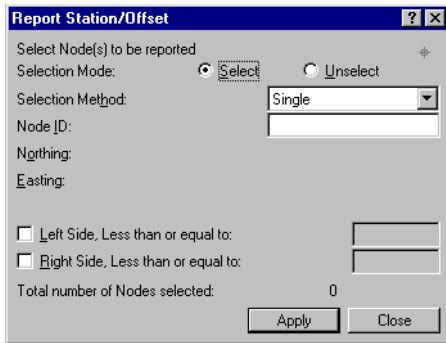 Report Station/Offset
Select Node(s) to be reported
Selection Mode: Select Unselect
Selection Method: Single
Node ID:
Northing:
Easting:
Left Side, Less than or equal to:
Right Side, Less than or equal to:
Total number of Nodes selected: 0
Apply Close